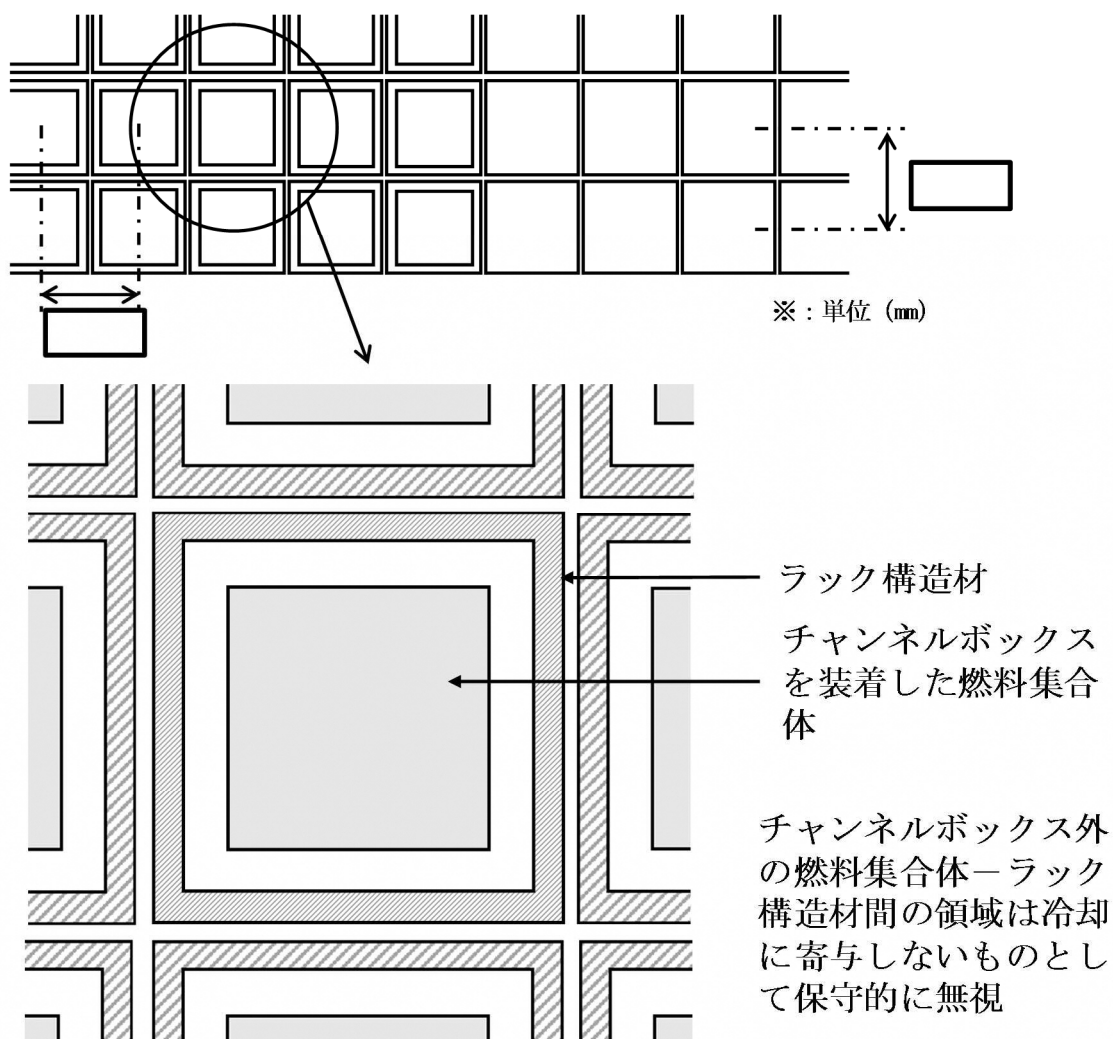 ※：単位（㎜）
ラック構造材
チャンネルボックス
を装着した燃料集合
体
チャンネルボックス外
の燃料集合体－ラック
構造材間の領域は冷却
に寄与しないものとし
て保守的に無視